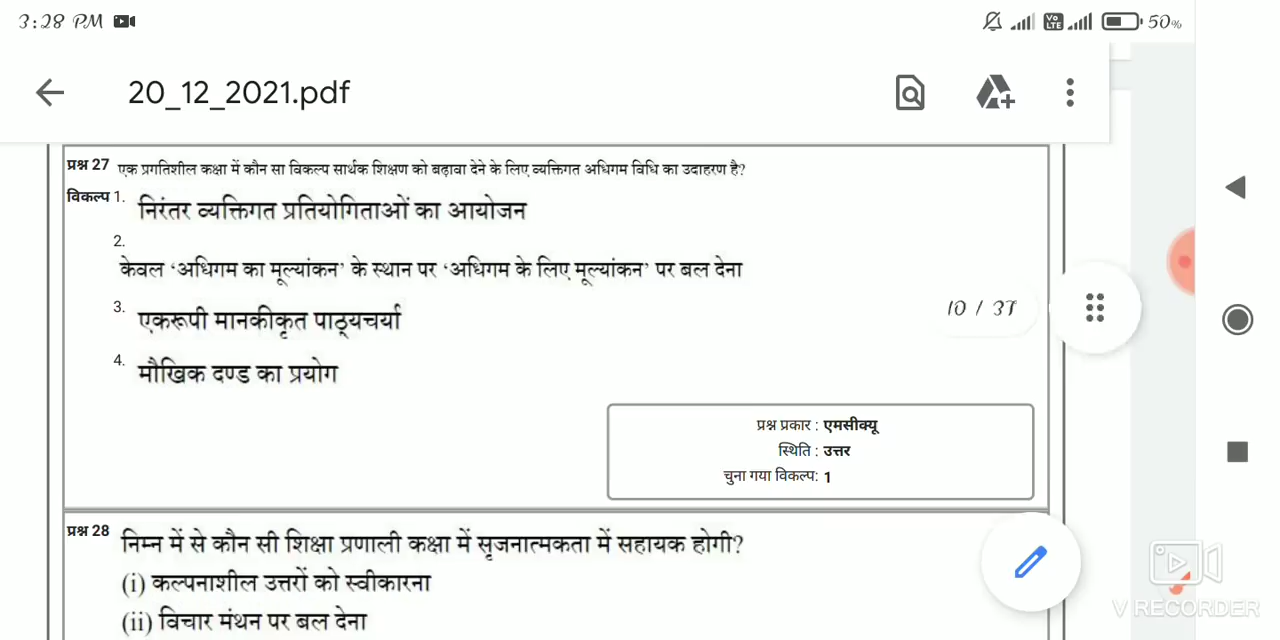 3:28 PM
Vo LTE 50%
20_12_2021.pdf
प्रश्न 27 एक प्रगतिशील कक्षा में कौन सा विकल्प सार्थक शिक्षण को बढ़ावा देने के लिए व्यक्तिगत अधिगम विधि का उदाहरण है?
विकल्प 1. निरंतर व्यक्तिगत प्रतियोगिताओं का आयोजन
2.
केवल ‘अधिगम का मूल्यांकन’ के स्थान पर ‘अधिगम के लिए मूल्यांकन’ पर बल देना
3. एकरूपी मानकीकृत पाठ्यचर्या
10 / 37
4. मौखिक दण्ड का प्रयोग
प्रश्न प्रकार : एमसीक्यू
स्थिति : उत्तर
चुना गया विकल्प: 1
प्रश्न 28 निम्न में से कौन सी शिक्षा प्रणाली कक्षा में सृजनात्मकता में सहायक होगी?
(i) कल्पनाशील उत्तरों को स्वीकारना
(ii) विचार मंथन पर बल देना
V RECORDER